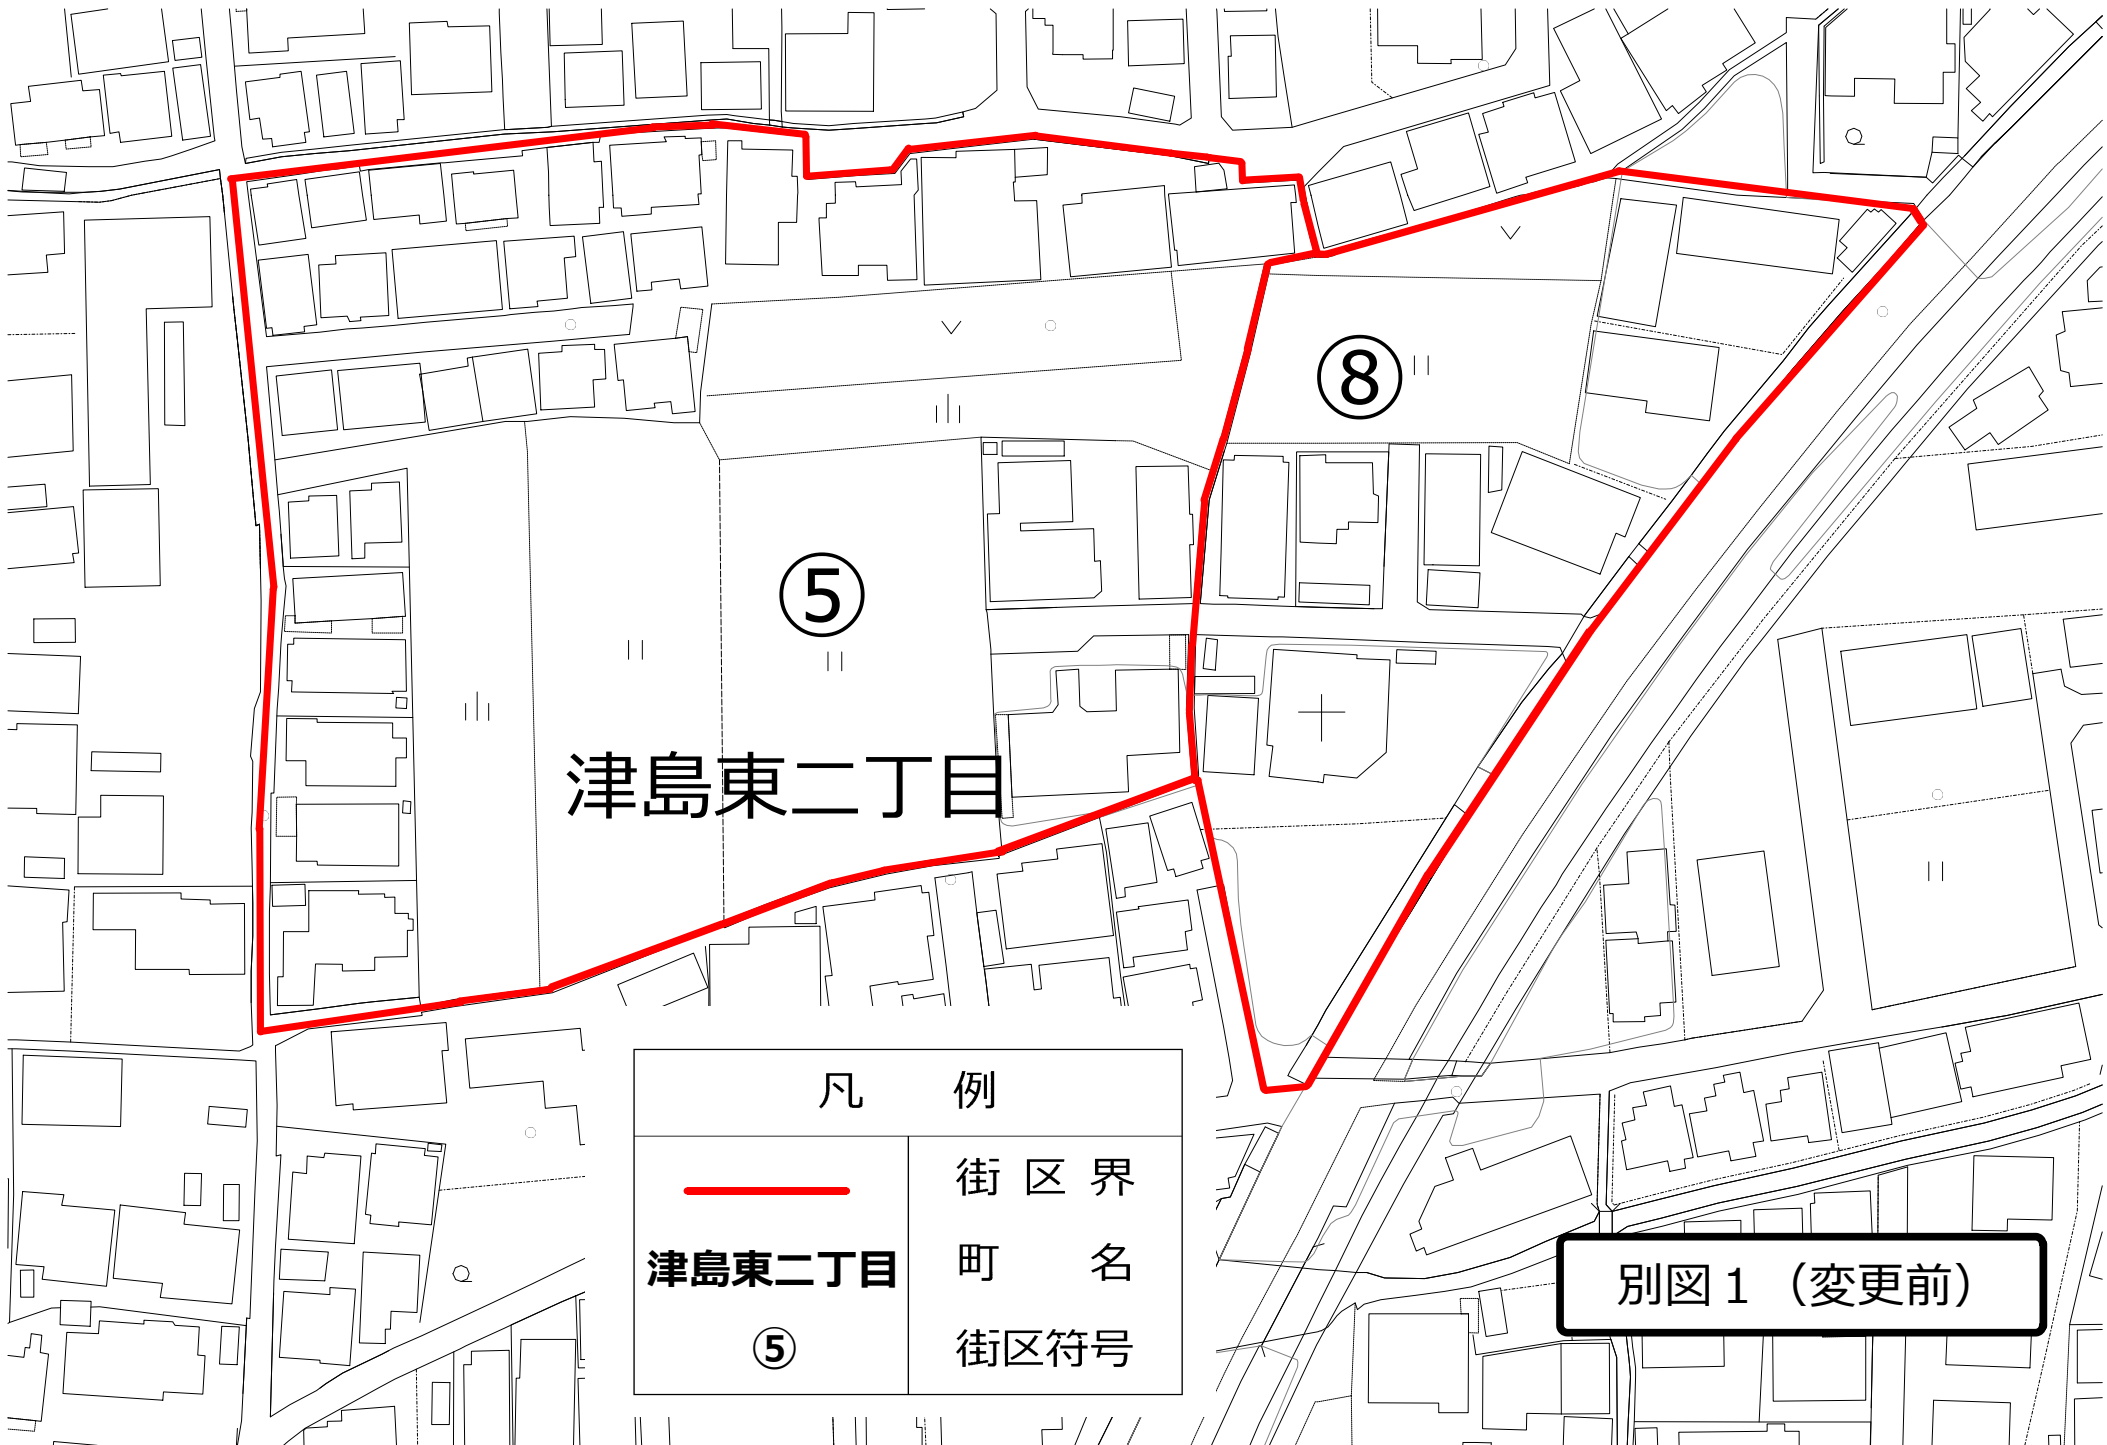 ⑧
⑤
津島東二丁目
凡 例
街区界
津島東二丁目
町 名
⑤
街区符号
別図1（変更前）